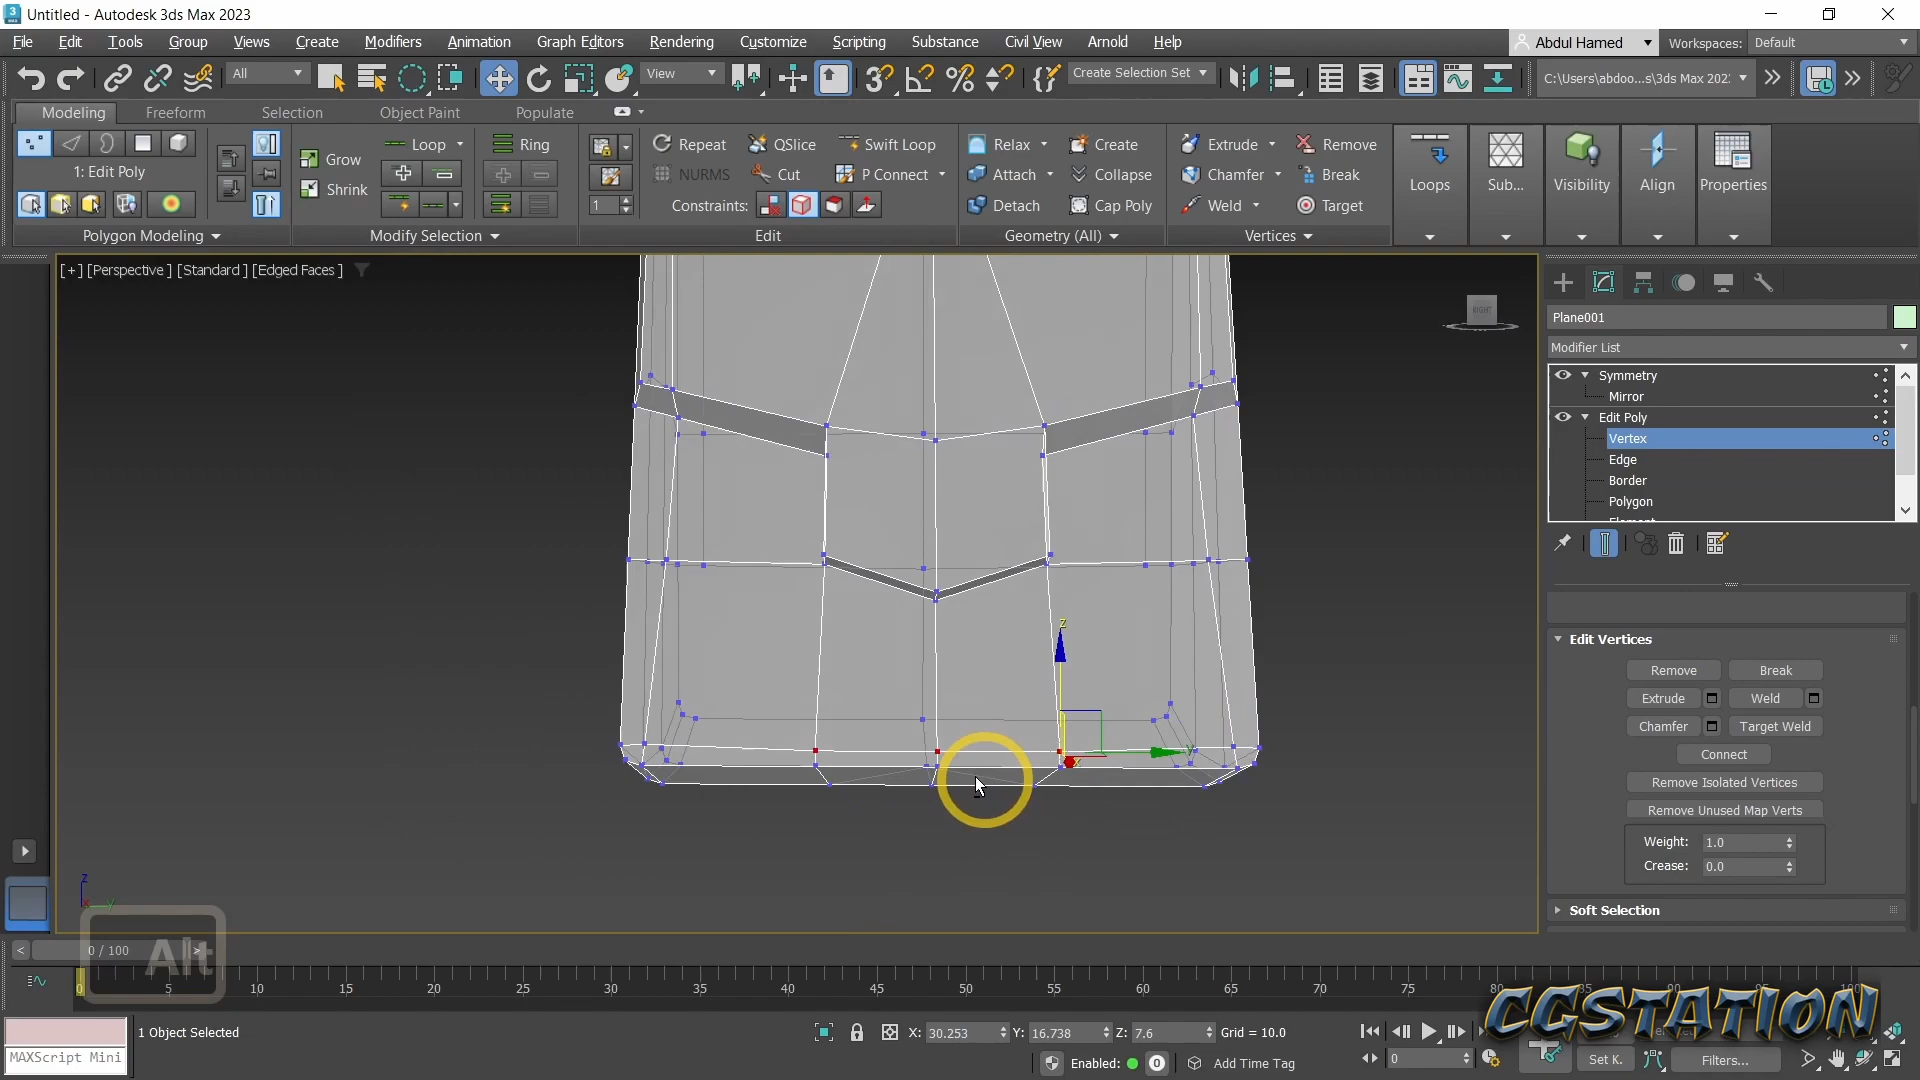 Untitled - Autodesk 3ds Max 2023
File Edit Tools Group Views Create Modifiers Animation Graph Editors Rendering Customize Scripting Substance Civil View Arnold Help
Abdul Hamed Workspaces: Default
All View Create Selection Set C:\Users\abdoo...s\3ds Max 202
Modeling Freeform Selection Object Paint Populate
Loop Ring Repeat QSlice Swift Loop Relax Create Extrude Remove
1: Edit Poly Grow NURMS Cut P Connect Attach Collapse Chamfer Break
Loops Sub... Visibility Align Properties
Shrink 1 Constraints: Detach Cap Poly Weld Target
Polygon Modeling Modify Selection Edit Geometry (All) Vertices
[+] [Perspective ] [Standard ] [Edged Faces ]
RIGHT
Plane001
Modifier List
Symmetry
Mirror
Edit Poly
Vertex
Edge
Border
Polygon
Element
z
y
x
Edit Vertices
Remove Break
Extrude Weld
Chamfer Target Weld
Connect
Remove Isolated Vertices
Remove Unused Map Verts
Weight: 1.0
Crease: 0.0
Soft Selection
z
x y
Alt
< 0 / 100 >
0 5 10 15 20 25 30 35 40 45 50 55 60 65 70 75 80 100
CGSTATION
1 Object Selected X: 30.253 Y: 16.738 Z: 7.6 Grid = 10.0
MAXScript Mini
Enabled: 0 Add Time Tag 0 Set K. Filters...